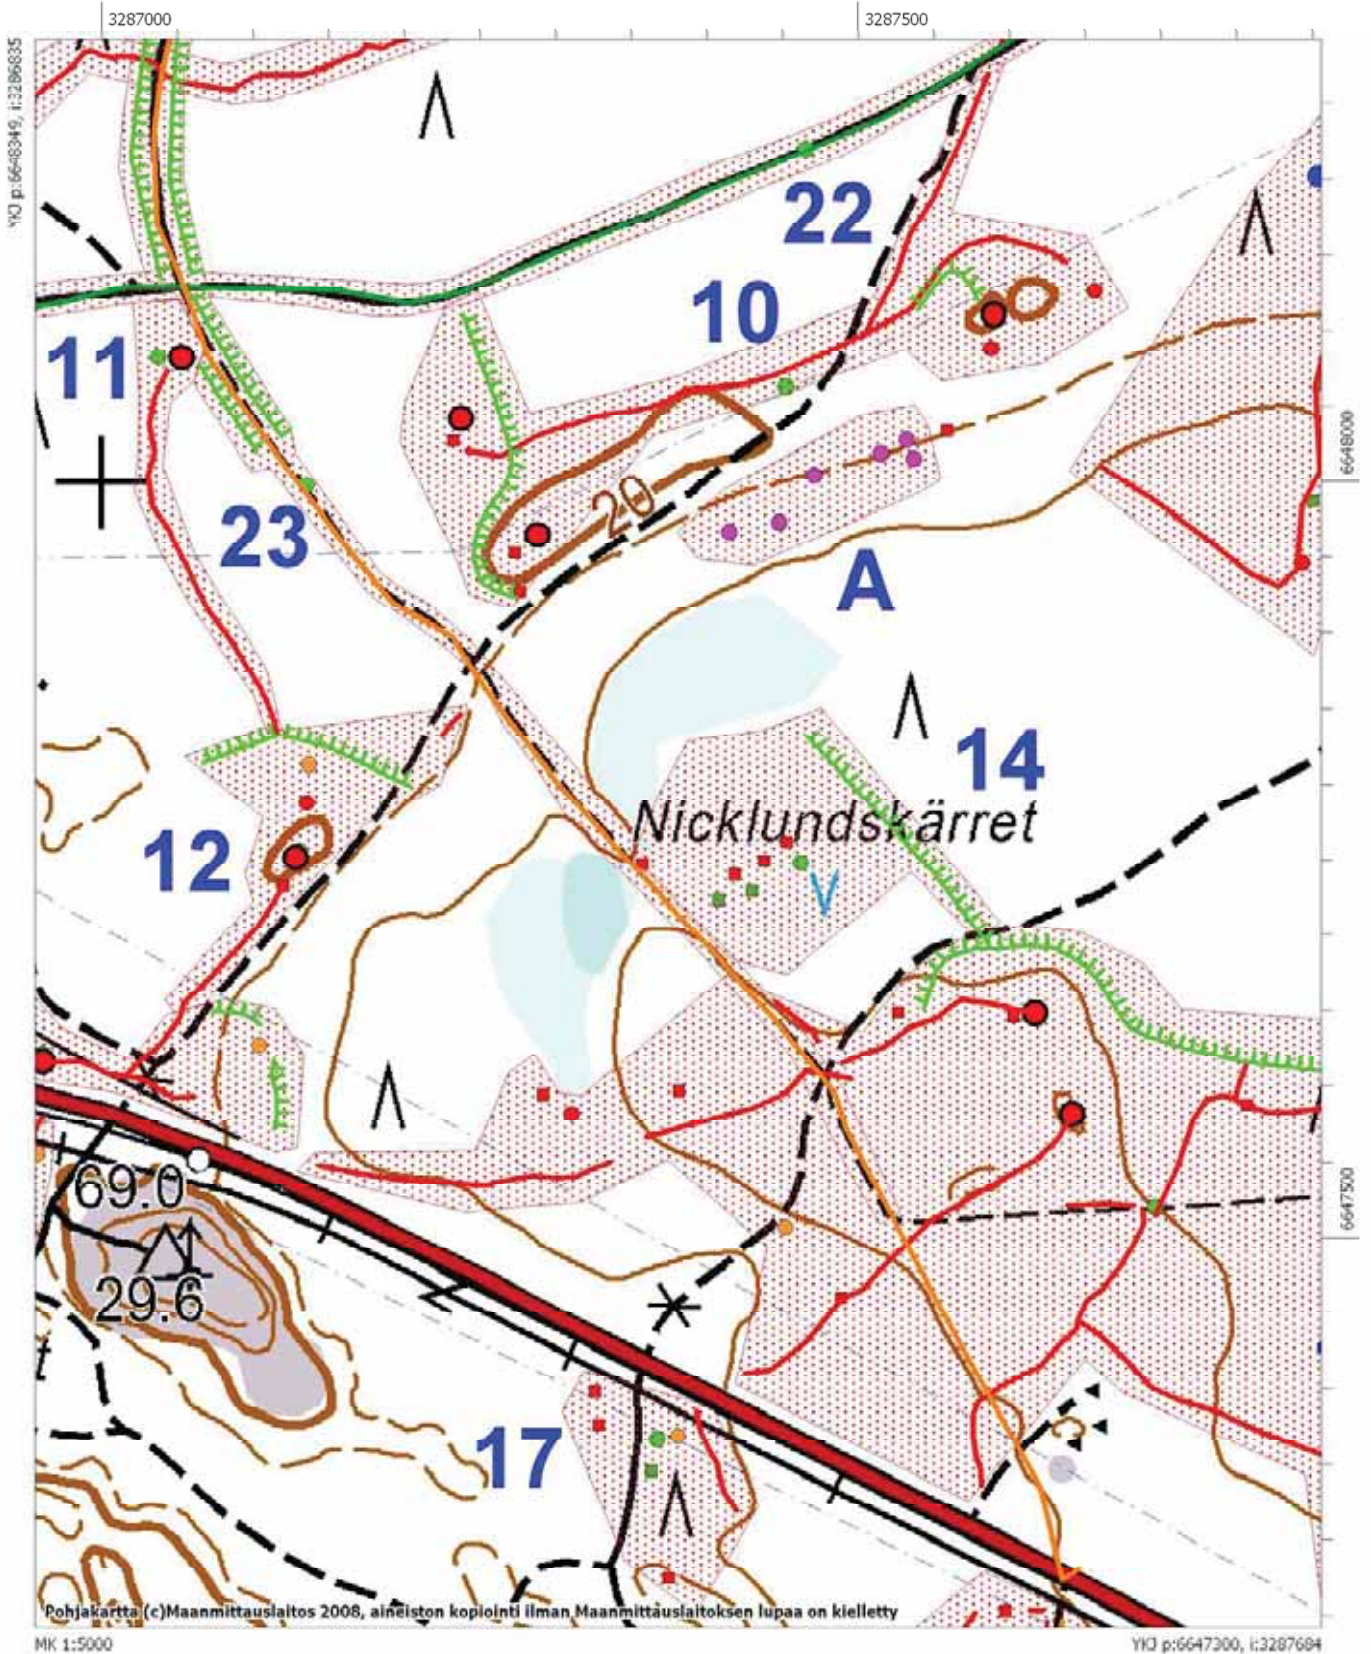 3287000
3287500
YKJ p:6648349, i:3286835
22
10
11
6648000
20
23
A
14
Nicklundskärret
12
V
6647500
69.0
29.6
17
Pohjakartta (c)Maanmittauslaitos 2008, aineiston kopiointi ilman Maanmittauslaitoksen lupaa on kielletty
MK 1:5000
YKJ p:6647300, i:3287684